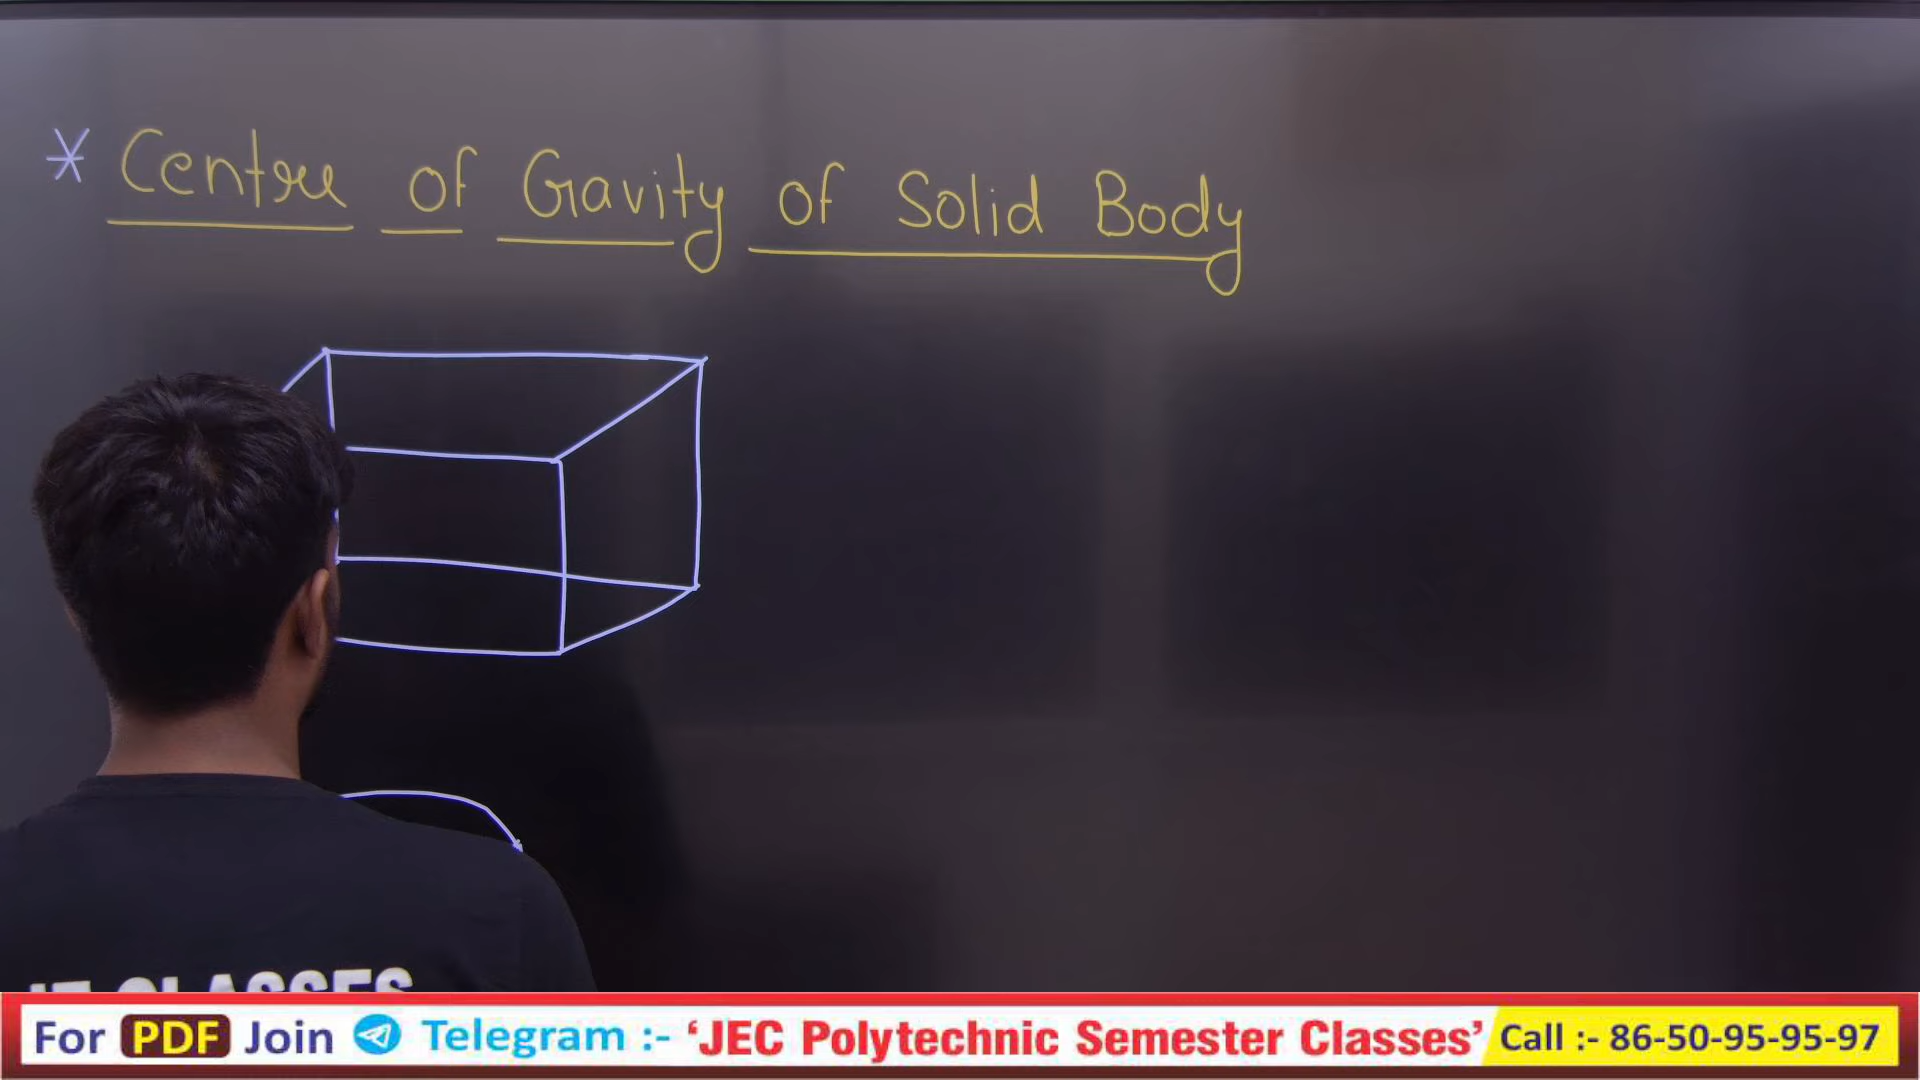 * Centre of Gravity of Solid Body
CLASSES
For PDF Join Telegram :- 'JEC Polytechnic Semester Classes' Call :- 86-50-95-95-97